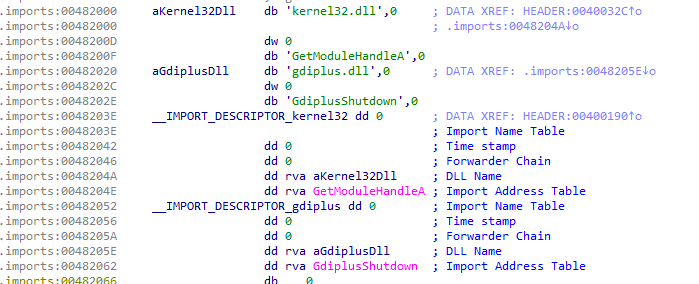 .imports:00482000 aKernel32Dll db 'kernel32.dll',0 ; DATA XREF: HEADER:0040032C↑o
.imports:00482000 ; .imports:0048204A↓o
.imports:0048200D dw 0
.imports:0048200F db 'GetModuleHandleA',0
.imports:00482020 aGdiplusDll db 'gdiplus.dll',0 ; DATA XREF: .imports:0048205E↓o
.imports:0048202C dw 0
.imports:0048202E db 'GdiplusShutdown',0
.imports:0048203E __IMPORT_DESCRIPTOR_kernel32 dd 0 ; DATA XREF: HEADER:00400190↑o
.imports:0048203E ; Import Name Table
.imports:00482042 dd 0 ; Time stamp
.imports:00482046 dd 0 ; Forwarder Chain
.imports:0048204A dd rva aKernel32Dll ; DLL Name
.imports:0048204E dd rva GetModuleHandleA ; Import Address Table
.imports:00482052 __IMPORT_DESCRIPTOR_gdiplus dd 0 ; Import Name Table
.imports:00482056 dd 0 ; Time stamp
.imports:0048205A dd 0 ; Forwarder Chain
.imports:0048205E dd rva aGdiplusDll ; DLL Name
.imports:00482062 dd rva GdiplusShutdown ; Import Address Table
.imports:00482066 db 0